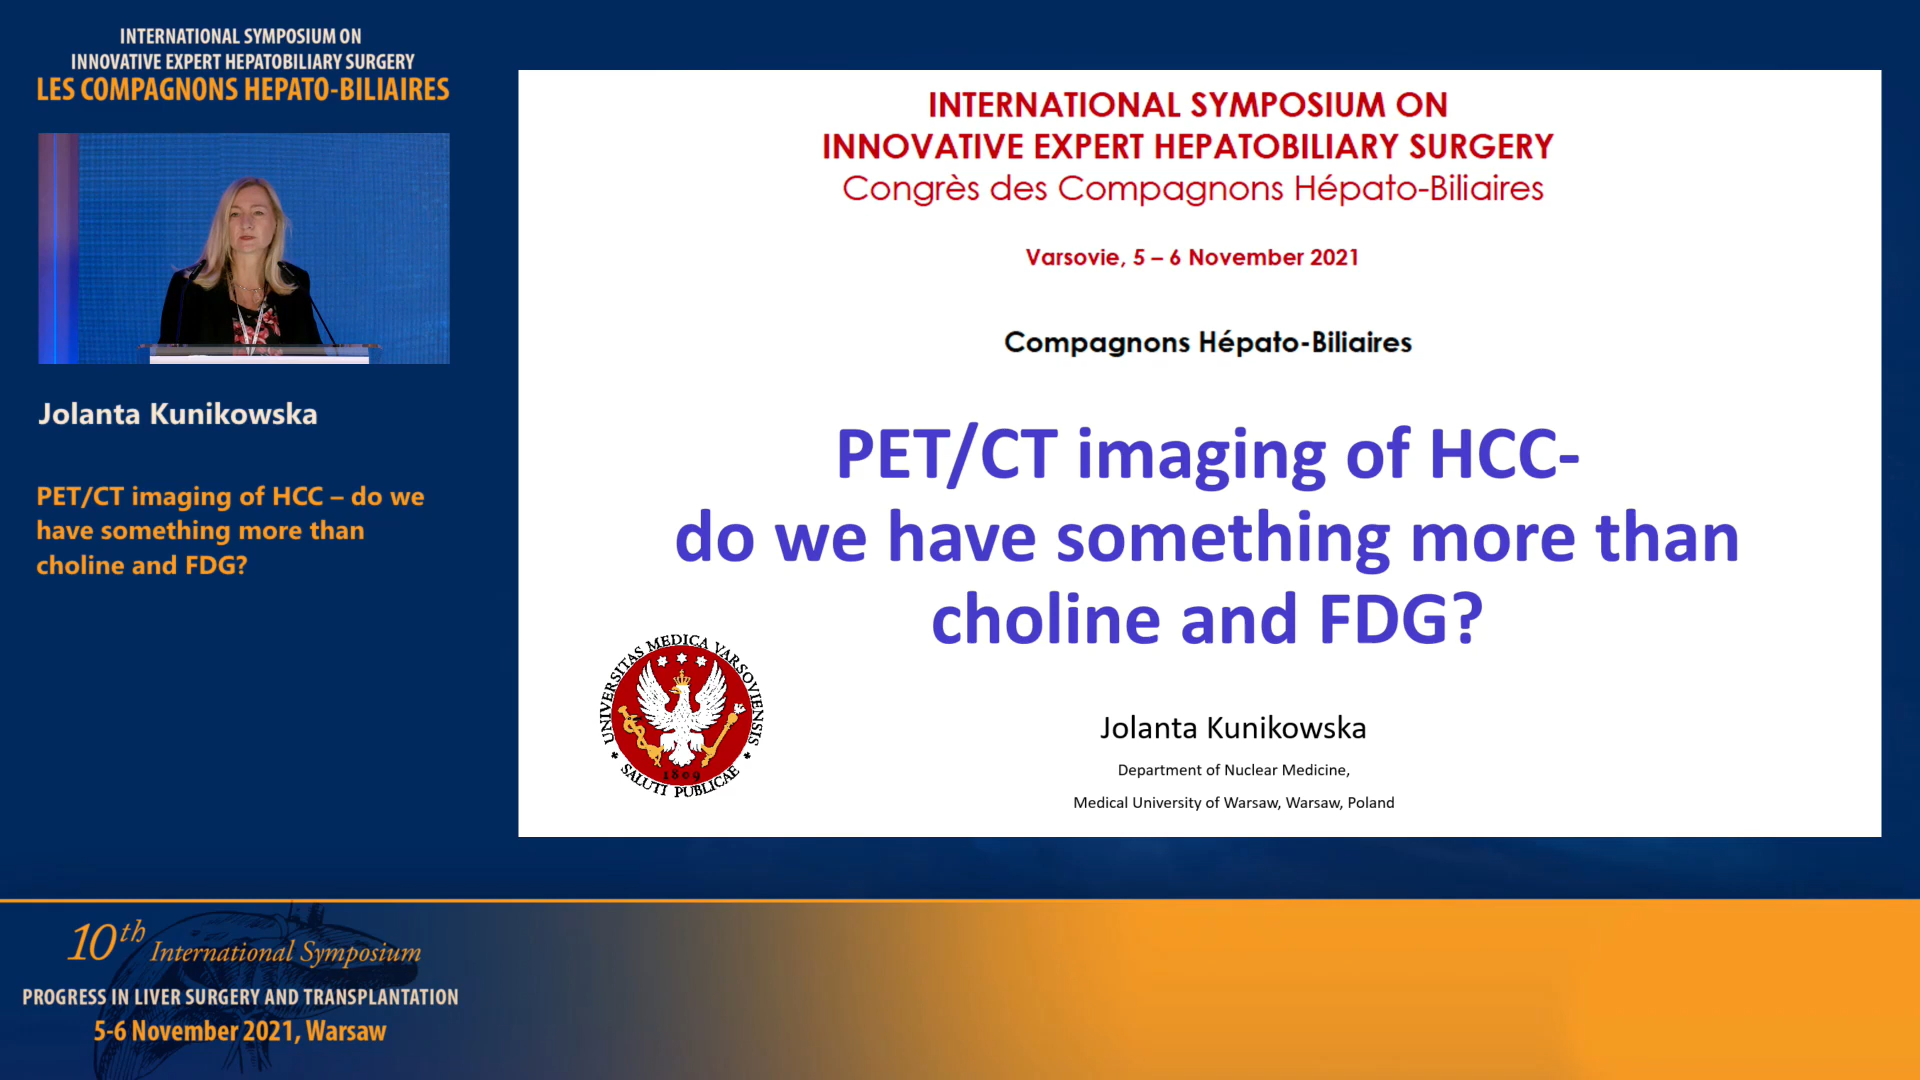 INTERNATIONAL SYMPOSIUM ON
INNOVATIVE EXPERT HEPATOBILIARY SURGERY
LES COMPAGNONS HEPATO-BILIAIRES
Jolanta Kunikowska
PET/CT imaging of HCC – do we
have something more than
choline and FDG?
INTERNATIONAL SYMPOSIUM ON
INNOVATIVE EXPERT HEPATOBILIARY SURGERY
Congrès des Compagnons Hépato-Biliaires
Varsovie, 5 – 6 November 2021
Compagnons Hépato-Biliaires
PET/CT imaging of HCC-
do we have something more than
choline and FDG?
UNIVERSITAS MEDICA VARSOVIENSIS
1809
SALUTI PUBLICAE
Jolanta Kunikowska
Department of Nuclear Medicine,
Medical University of Warsaw, Warsaw, Poland
10th International Symposium
PROGRESS IN LIVER SURGERY AND TRANSPLANTATION
5-6 November 2021, Warsaw